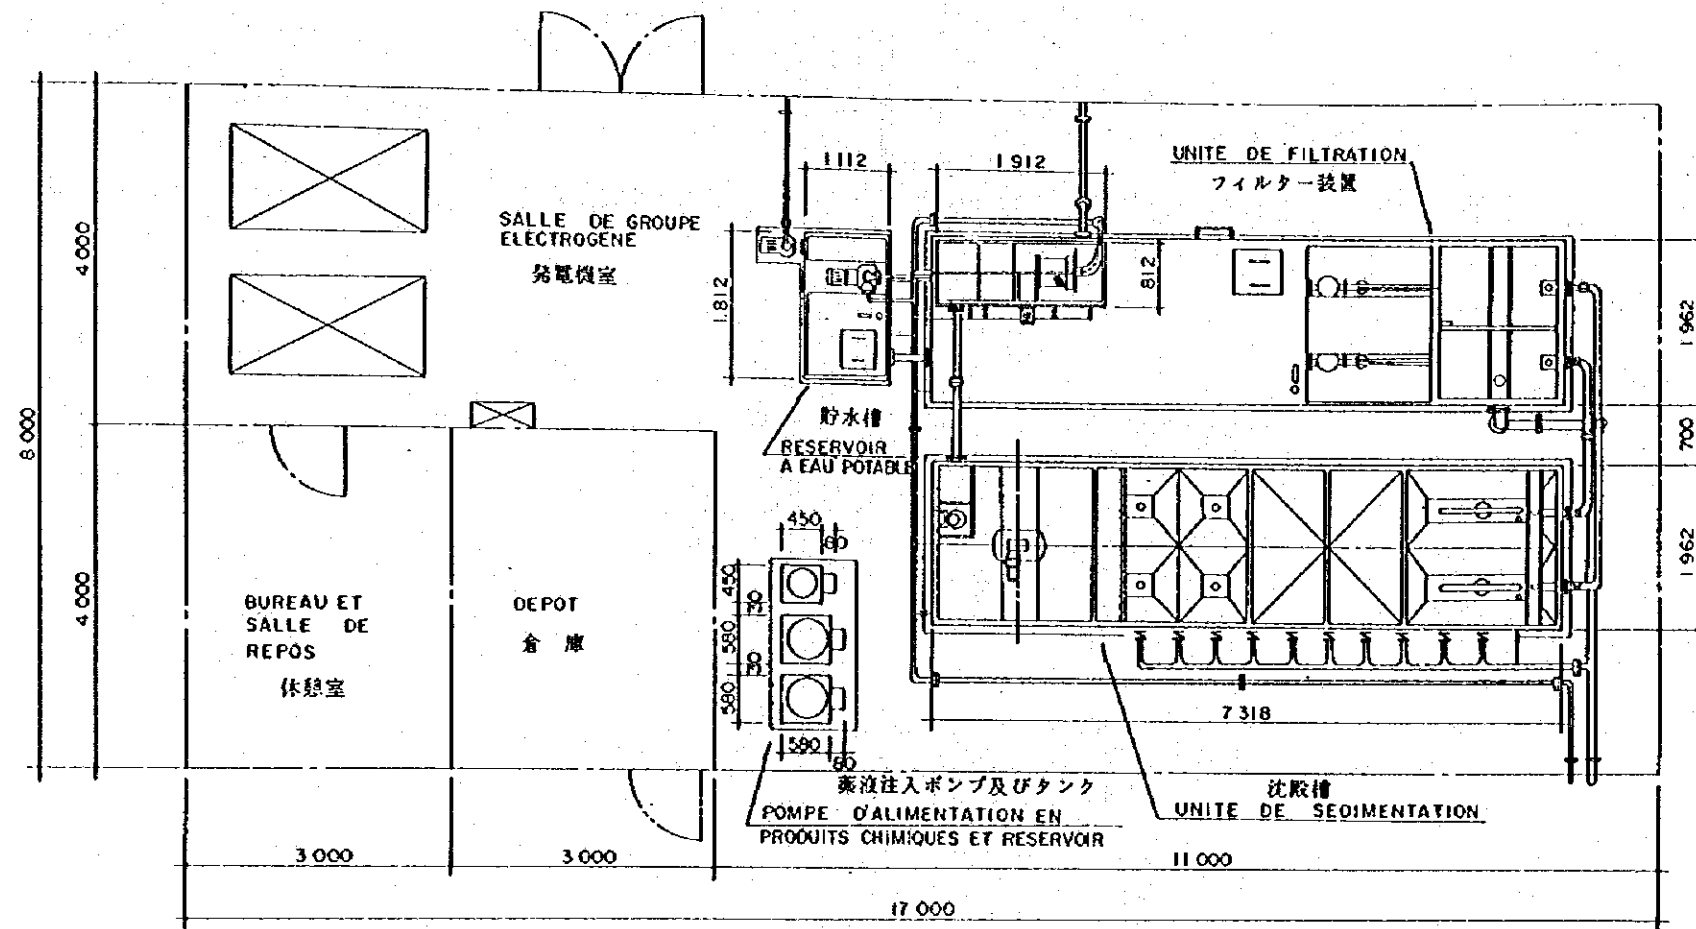 1 112
1 912
UNITE DE FILTRATION
フィルター装置
SALLE DE GROUPE
ELECTROGENE
発電機室
4 000
8 000
4 000
1 812
812
1 962
700
1 962
貯水槽
RESERVOIR
A EAU POTABLE
450
80
450
130
580
130
580
580
80
BUREAU ET
SALLE DE
REPOS
休憩室
DEPOT
倉庫
7 318
薬液注入ポンプ及びタンク
POMPE D'ALIMENTATION EN
PRODUITS CHIMIQUES ET RESERVOIR
沈殿槽
UNITE DE SEDIMENTATION
3 000
3 000
11 000
17 000